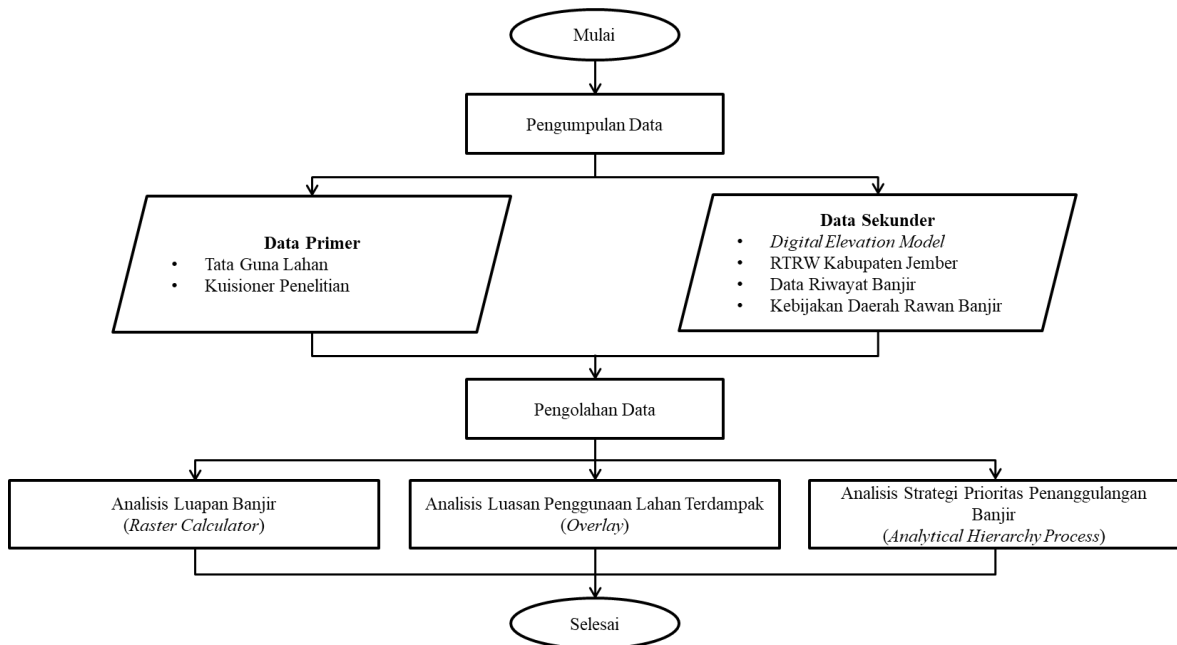 Mulai
Pengumpulan Data
Data Primer
• Tata Guna Lahan
• Kuisioner Penelitian
Data Sekunder
• Digital Elevation Model
• RTRW Kabupaten Jember
• Data Riwayat Banjir
• Kebijakan Daerah Rawan Banjir
Pengolahan Data
Analisis Luapan Banjir
(Raster Calculator)
Analisis Luasan Penggunaan Lahan Terdampak
(Overlay)
Analisis Strategi Prioritas Penanggulangan
Banjir
(Analytical Hierarchy Process)
Selesai